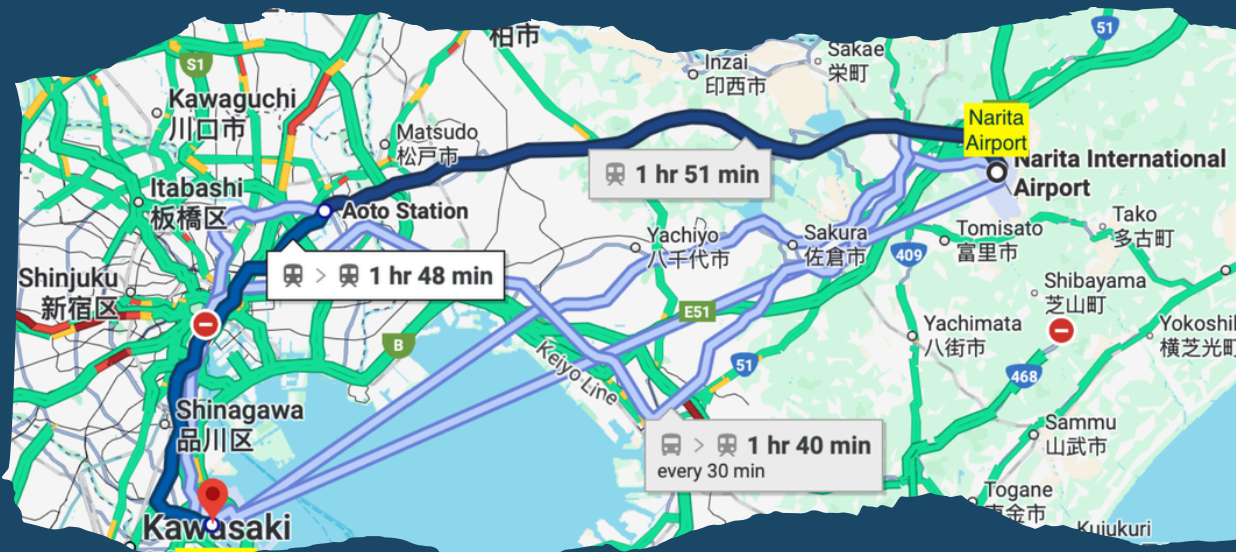 柏市
51
Sakae
栄町
Inzai
印西市
S1
Kawaguchi
川口市
Matsudo
松戸市
Narita
Airport
Narita International
Airport
1 hr 51 min
Itabashi
板橋区
Aoto Station
Tako
多古町
Tomisato
富里市
Yachiyo
八千代市
Sakura
佐倉市
409
Shinjuku
新宿区
> 1 hr 48 min
Shibayama
芝山町
E51
Yachimata
八街市
Yokoshi
横芝光町
B
Keiyo Line
51
468
Shinagawa
品川区
> 1 hr 40 min
every 30 min
Sammu
山武市
Togane
東金市
Kawasaki
Kujukuri